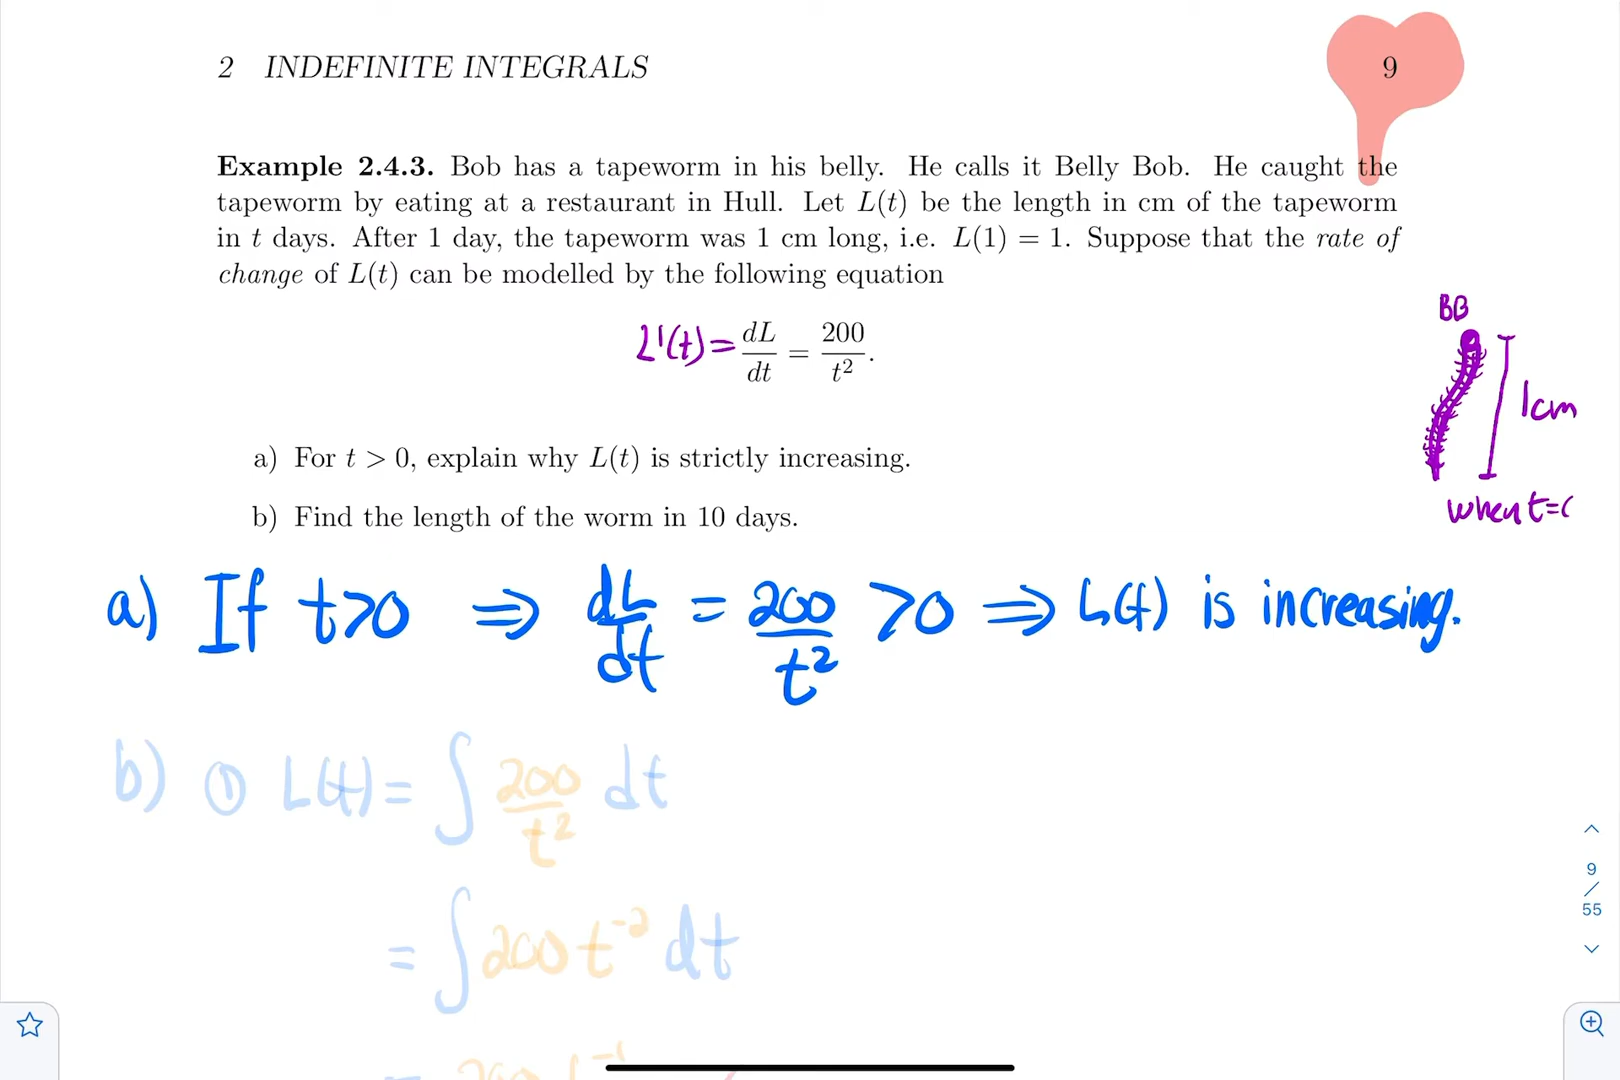 2 INDEFINITE INTEGRALS 9
Example 2.4.3. Bob has a tapeworm in his belly. He calls it Belly Bob. He caught the
tapeworm by eating at a restaurant in Hull. Let L(t) be the length in cm of the tapeworm
in t days. After 1 day, the tapeworm was 1 cm long, i.e. L(1) = 1. Suppose that the rate of
change of L(t) can be modelled by the following equation
L'(t) = dL/dt = 200/t².
BB
1cm
when t=
a) For t > 0, explain why L(t) is strictly increasing.
b) Find the length of the worm in 10 days.
a) If t>0 ⇒ dL/dt = 200/t² >0 ⇒ L(t) is increasing.
b) ① L(t) = ∫ 200/t² dt
= ∫ 200 t⁻² dt
=
9
/
55